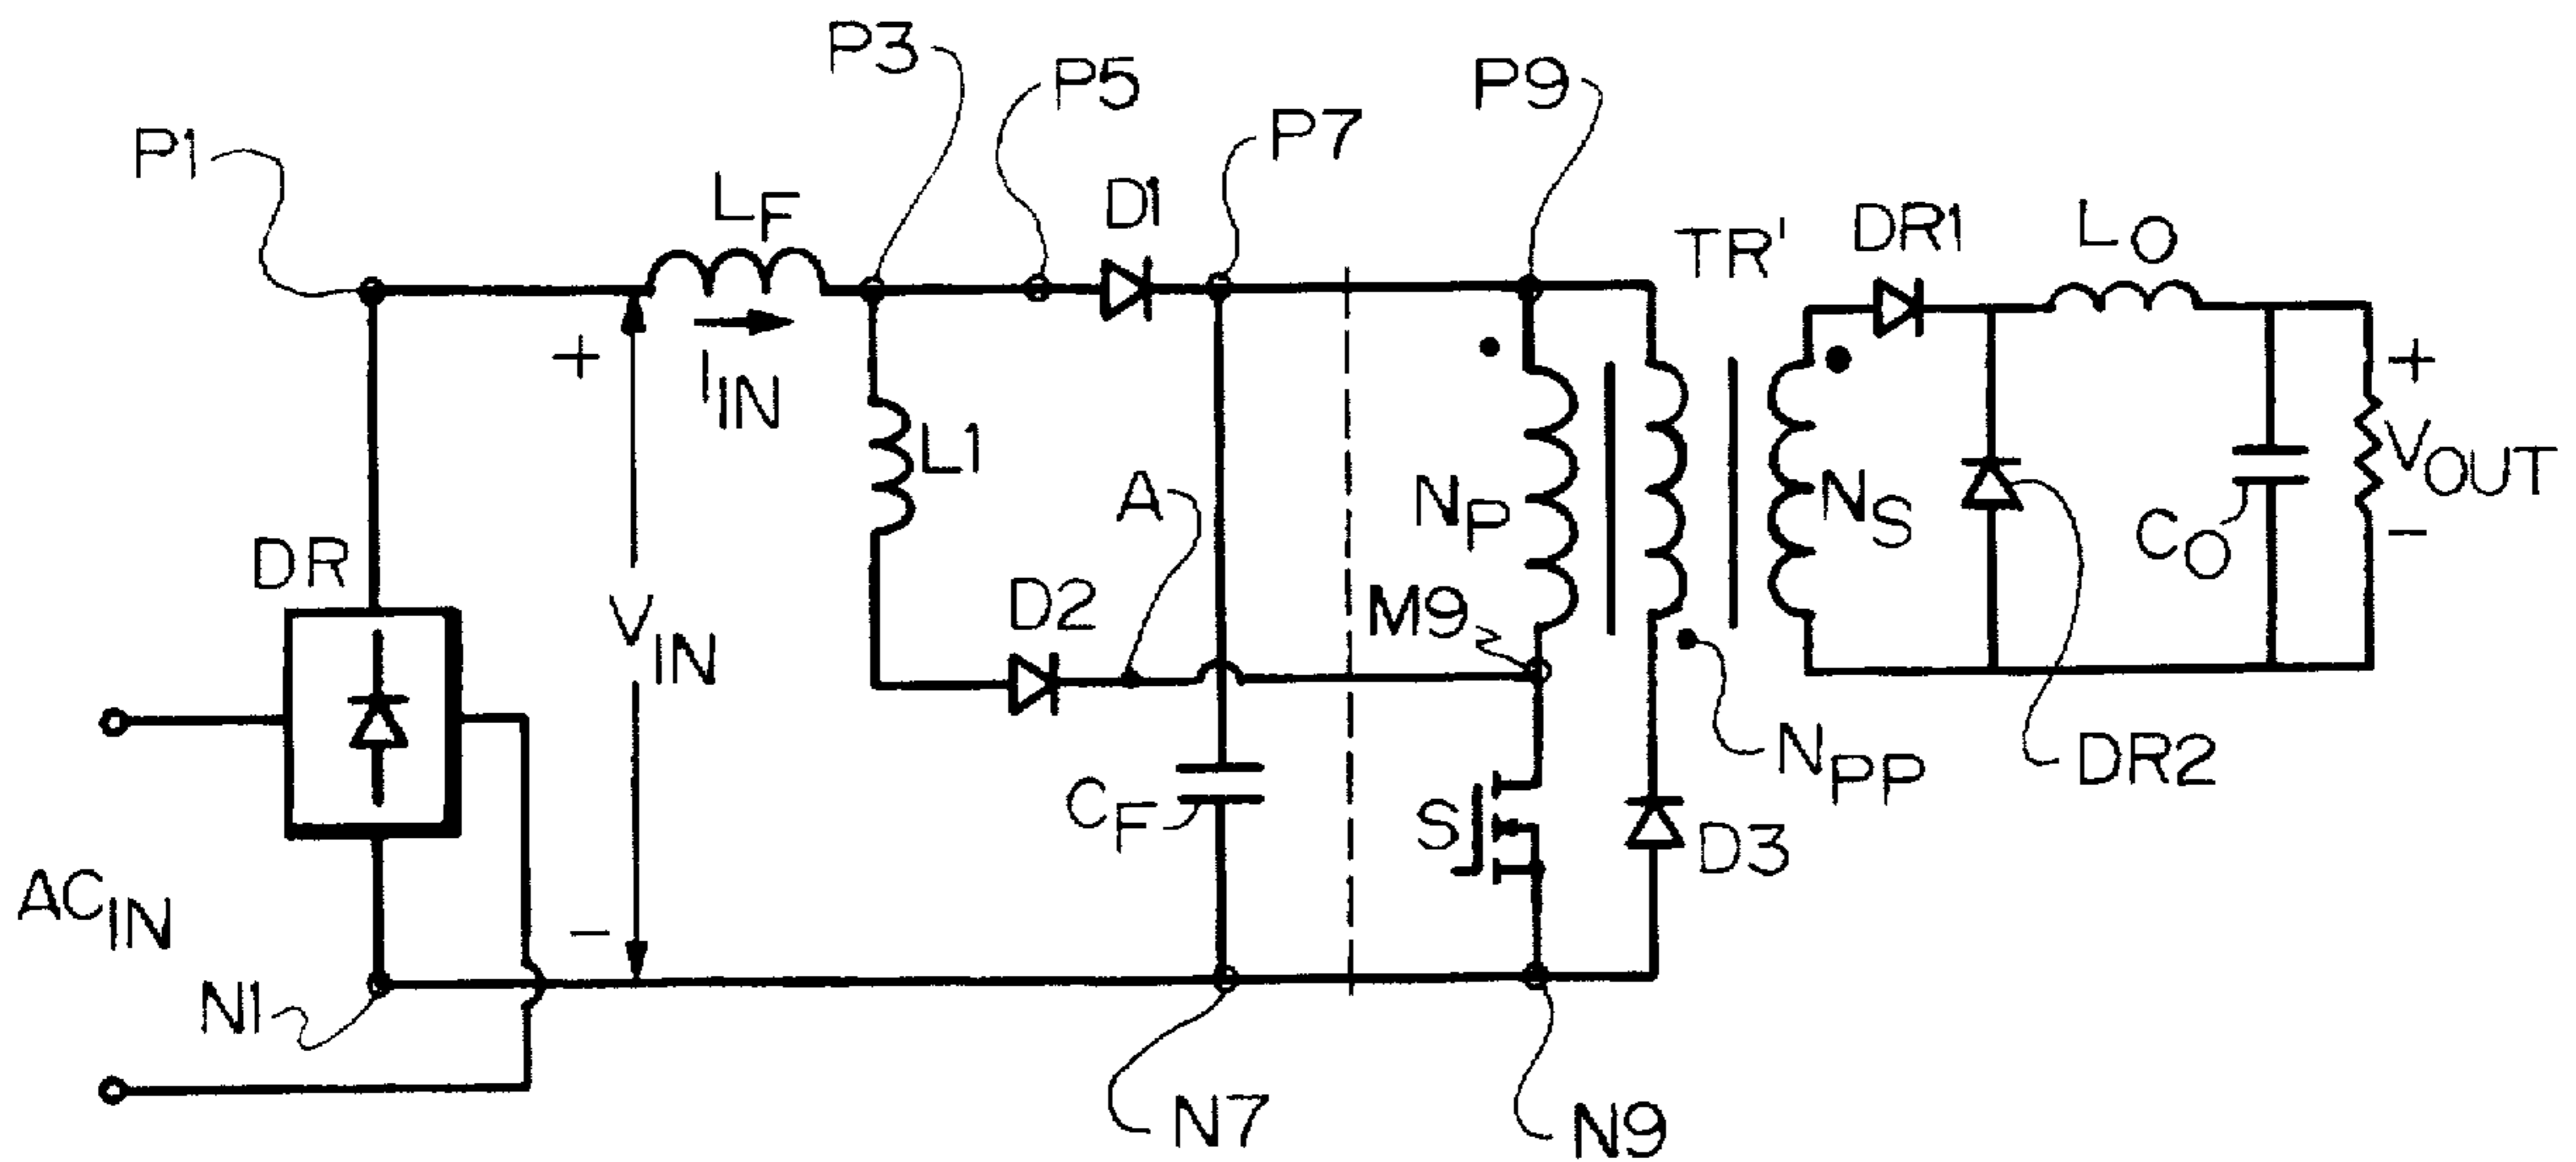 P3
P5
P9
P7
P1
LF
D1
DR1
LO
TR'
+
IIN
+
L1
A
NP
NS
VOUT
CO
−
DR
D2
M9
VIN
NPP
DR2
CF
S
D3
ACIN
−
N1
N7
N9